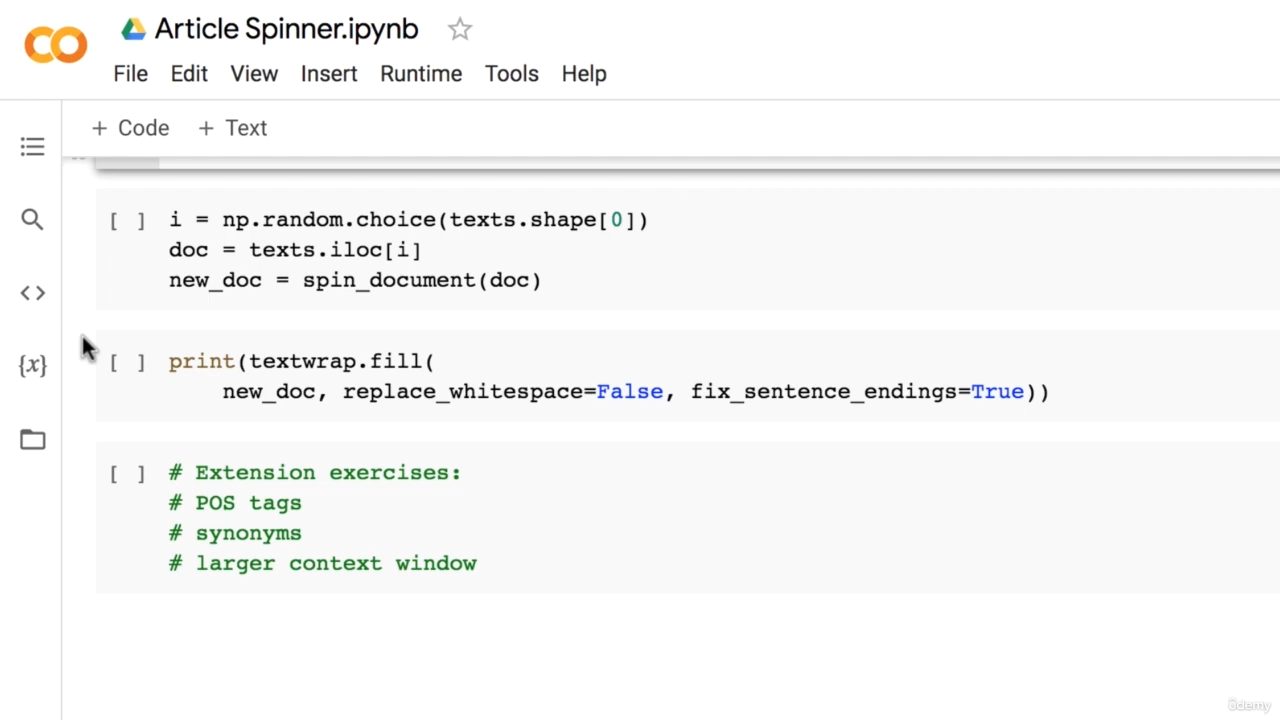 Article Spinner.ipynb
File Edit View Insert Runtime Tools Help
+ Code + Text
[ ] i = np.random.choice(texts.shape[0])
doc = texts.iloc[i]
new_doc = spin_document(doc)
{x}
[ ] print(textwrap.fill(
new_doc, replace_whitespace=False, fix_sentence_endings=True))
[ ] # Extension exercises:
# POS tags
# synonyms
# larger context window
ûdemy